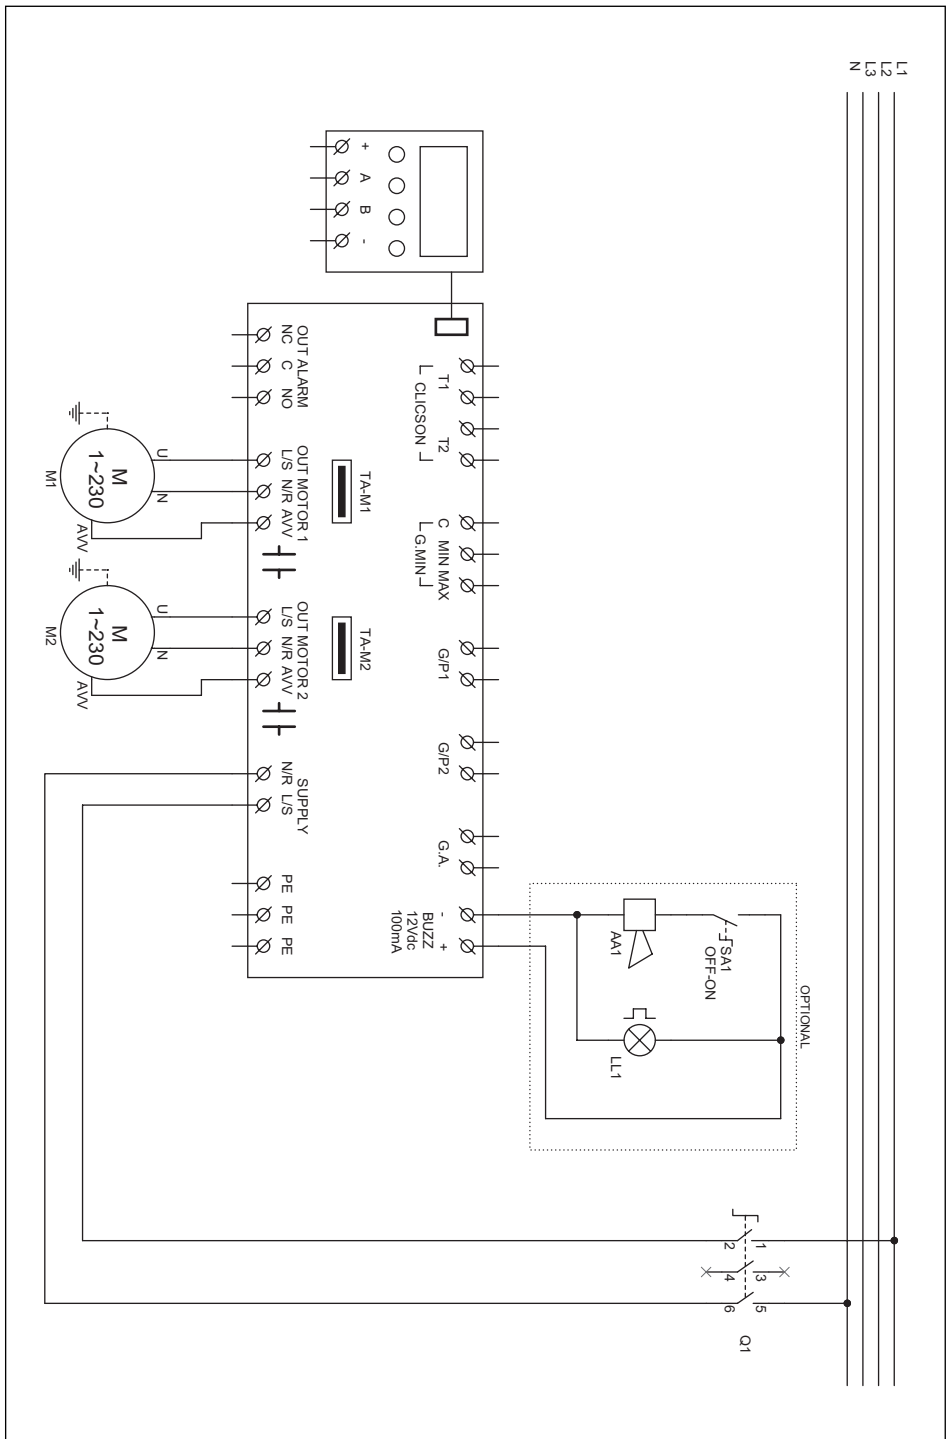 L1
L2
L3
N
+ A B -
T1 T2
CLICSON
C MIN MAX
G.MIN
G/P1
G/P2
G.A.
- +
BUZZ
12Vdc
100mA
AA1
SA1
OFF-ON
LL1
OPTIONAL
TA-M1
TA-M2
OUT ALARM
NC C NO
OUT MOTOR 1
L/S N/R AVV
OUT MOTOR 2
L/S N/R AVV
SUPPLY
N/R L/S
PE PE PE
U N AVV
M
1~230
M1
U N AVV
M
1~230
M2
1 3 5
2 4 6
Q1